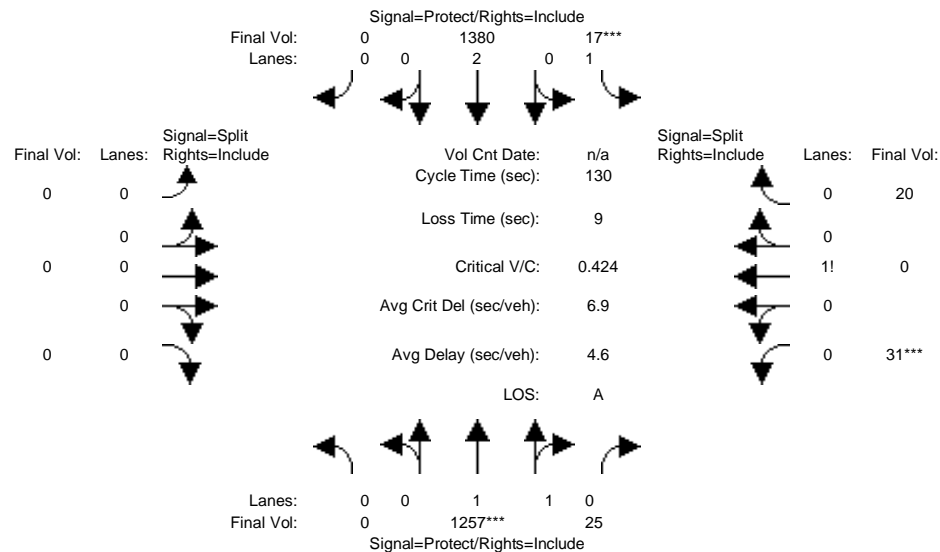 Signal=Protect/Rights=Include
Final Vol: 0 1380 17***
Lanes: 0 0 2 0 1
Signal=Split Signal=Split
Final Vol: Lanes: Rights=Include Vol Cnt Date: n/a Rights=Include Lanes: Final Vol:
Cycle Time (sec): 130
0 0 0 20
Loss Time (sec): 9
0 0
0 0 Critical V/C: 0.424 1! 0
0 Avg Crit Del (sec/veh): 6.9 0
0 0 Avg Delay (sec/veh): 4.6 0 31***
LOS: A
Lanes: 0 0 1 1 0
Final Vol: 0 1257*** 25
Signal=Protect/Rights=Include